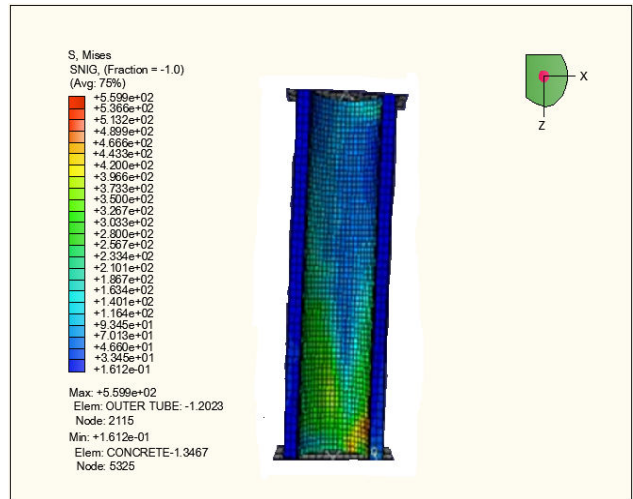 S, Mises
SNIG, (Fraction = -1.0)
(Avg: 75%)
+5.599e+02
+5.366e+02
+5.132e+02
+4.899e+02
+4.666e+02
+4.433e+02
+4.200e+02
+3.966e+02
+3.733e+02
+3.500e+02
+3.267e+02
+3.033e+02
+2.800e+02
+2.567e+02
+2.334e+02
+2.101e+02
+1.867e+02
+1.634e+02
+1.401e+02
+1.164e+02
+9.345e+01
+7.013e+01
+4.660e+01
+3.345e+01
+1.612e-01
Max: +5.599e+02
Elem: OUTER TUBE: -1.2023
Node: 2115
Min: +1.612e-01
Elem: CONCRETE-1.3467
Node: 5325
X
Z